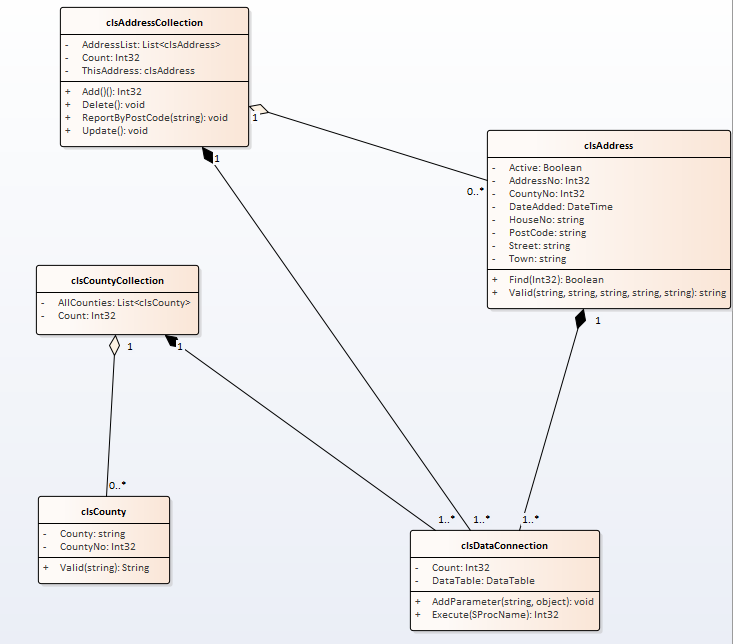 clsAddressCollection
- AddressList: List<clsAddress>
- Count: Int32
- ThisAddress: clsAddress
+ Add()(): Int32
+ Delete(): void
+ ReportByPostCode(string): void
+ Update(): void
1
1
0..*
clsAddress
- Active: Boolean
- AddressNo: Int32
- CountyNo: Int32
- DateAdded: DateTime
- HouseNo: string
- PostCode: string
- Street: string
- Town: string
+ Find(Int32): Boolean
+ Valid(string, string, string, string, string): string
1
clsCountyCollection
- AllCounties: List<clsCounty>
- Count: Int32
1
1
0..*
clsCounty
- County: string
- CountyNo: Int32
+ Valid(string): String
1..*
1..*
1..*
clsDataConnection
- Count: Int32
- DataTable: DataTable
+ AddParameter(string, object): void
+ Execute(SProcName): Int32